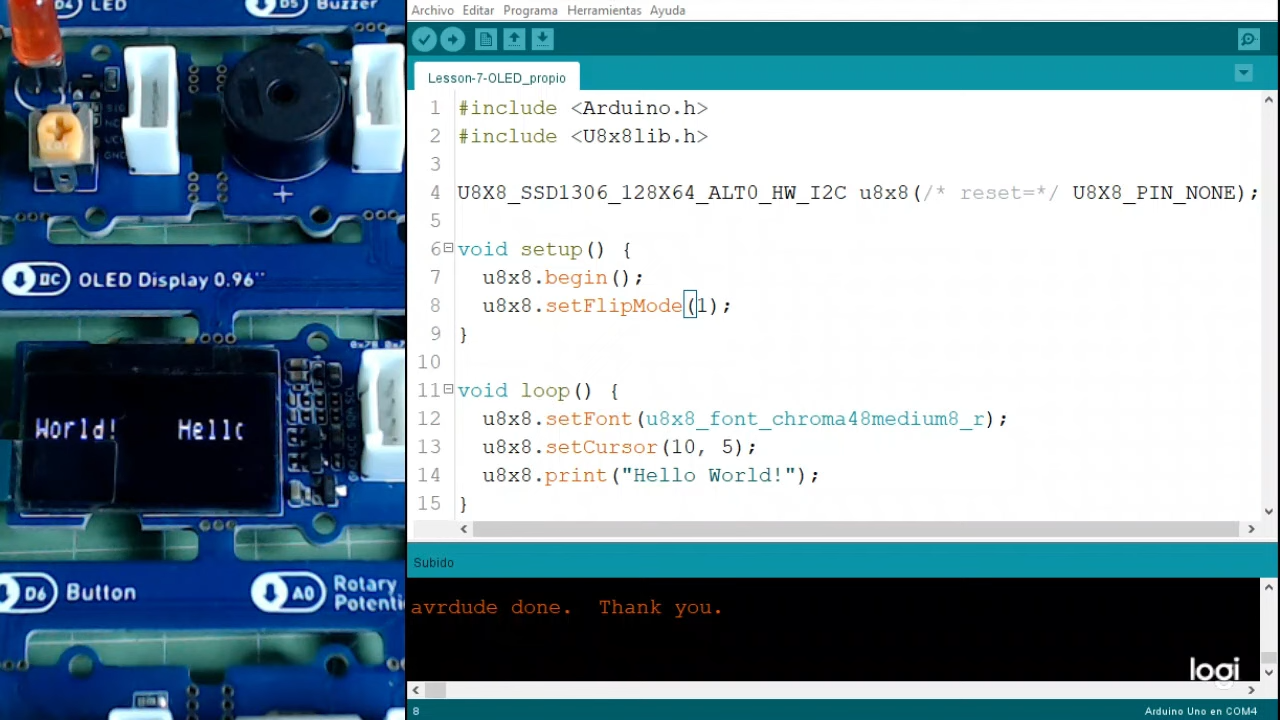 D4 LED
D5 Buzzer
IIC OLED Display 0.96"
World! Hello
D6 Button
A0 Rotary
Potenti
Archivo Editar Programa Herramientas Ayuda
Lesson-7-OLED_propio
1 #include <Arduino.h>
2 #include <U8x8lib.h>
3
4 U8X8_SSD1306_128X64_ALT0_HW_I2C u8x8(/* reset=*/ U8X8_PIN_NONE);
5
6 void setup() {
7 u8x8.begin();
8 u8x8.setFlipMode(1);
9 }
10
11 void loop() {
12 u8x8.setFont(u8x8_font_chroma48medium8_r);
13 u8x8.setCursor(10, 5);
14 u8x8.print("Hello World!");
15 }
Subido
avrdude done. Thank you.
logi
8
Arduino Uno en COM4